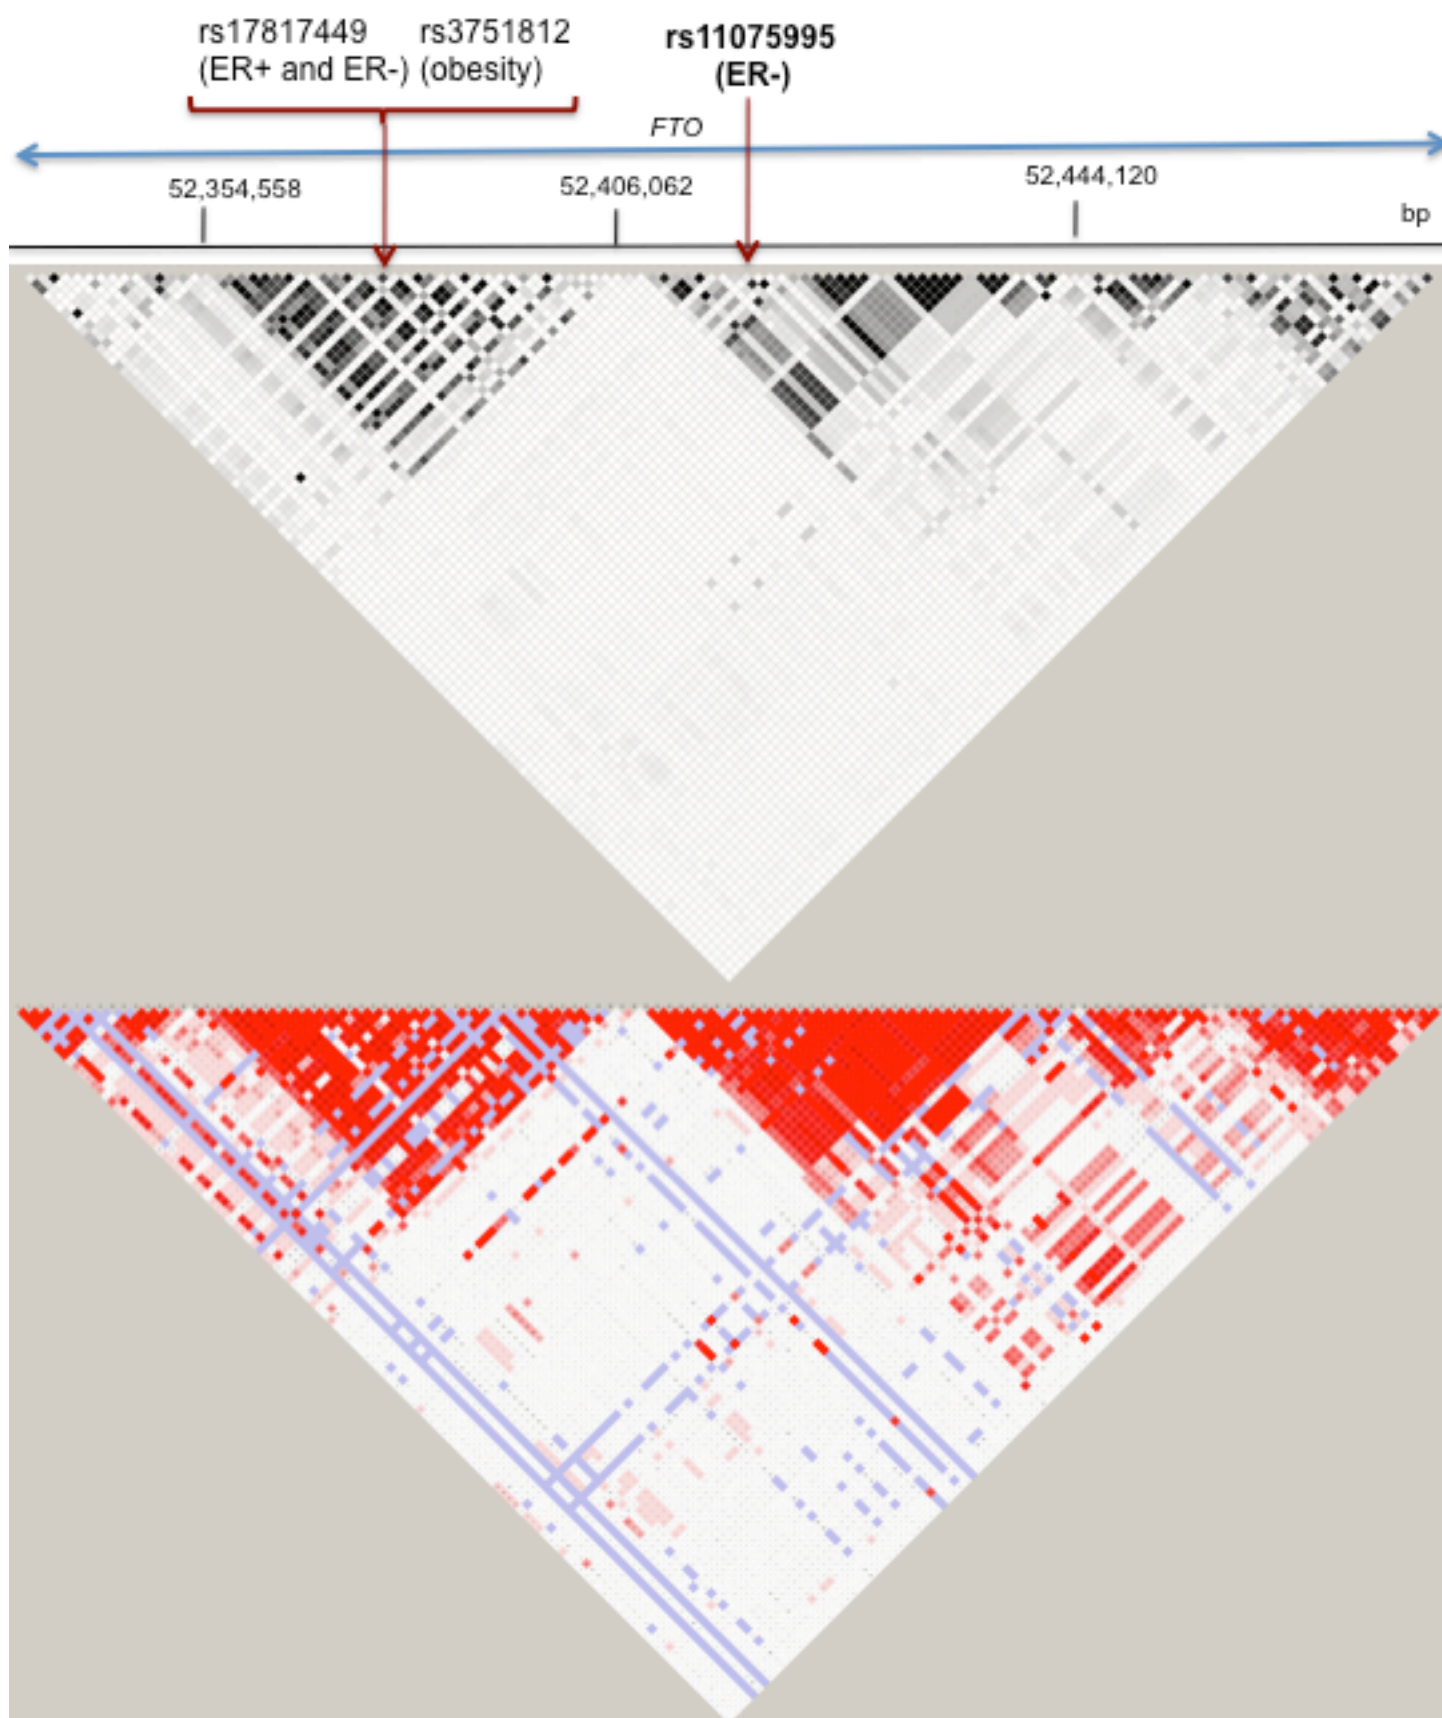 rs17817449 rs3751812 rs11075995
(ER+ and ER-) (obesity) (ER-)
FTO
52,354,558 52,406,062 52,444,120
bp